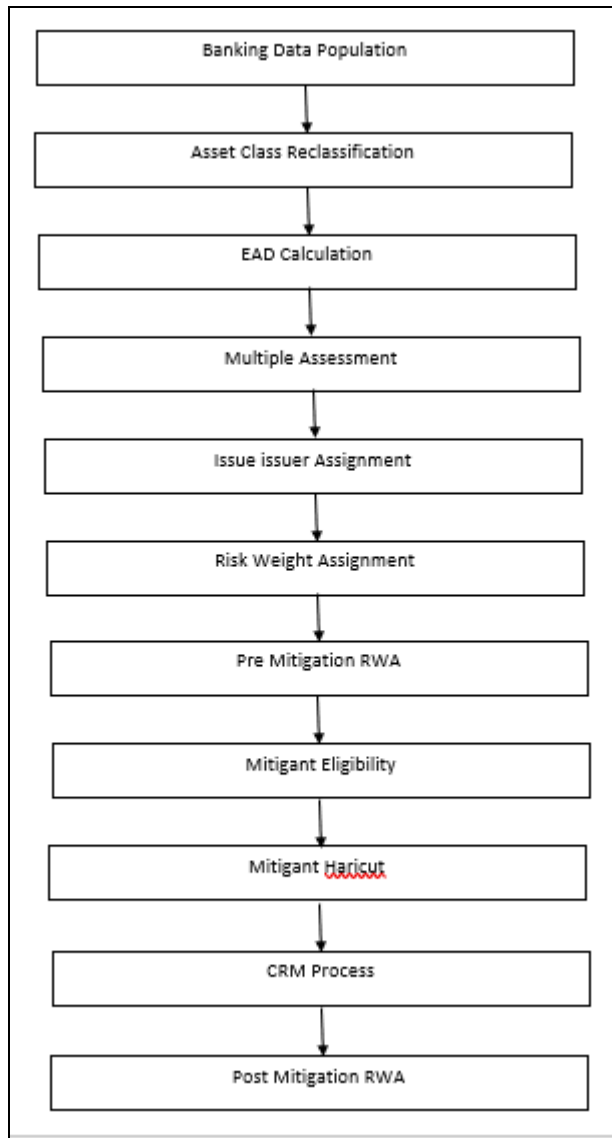 Banking Data Population
Asset Class Reclassification
EAD Calculation
Multiple Assessment
Issue issuer Assignment
Risk Weight Assignment
Pre Mitigation RWA
Mitigant Eligibility
Mitigant Haricut
CRM Process
Post Mitigation RWA